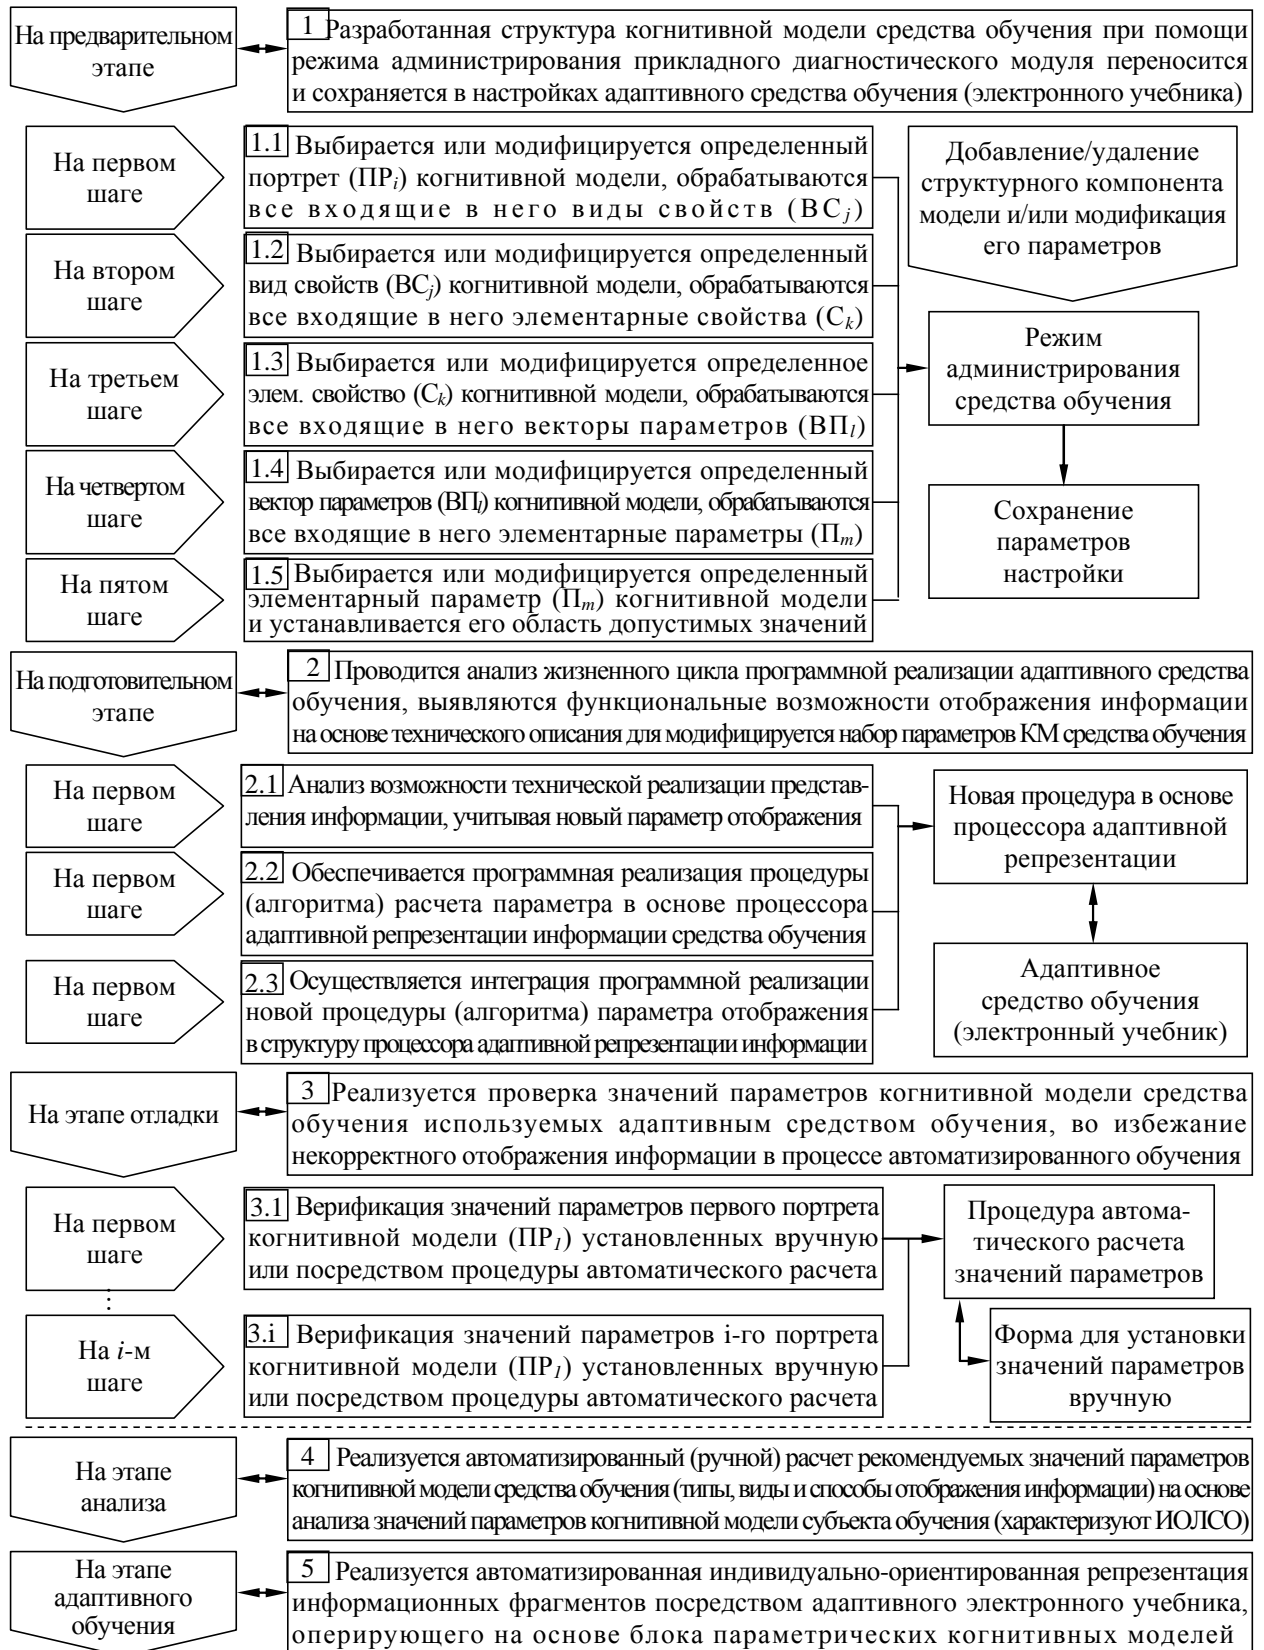 На предварительном
этапе
1 Разработанная структура когнитивной модели средства обучения при помощи
режима администрирования прикладного диагностического модуля переносится
и сохраняется в настройках адаптивного средства обучения (электронного учебника)
На первом
шаге
1.1 Выбирается или модифицируется определенный
портрет (ПРi) когнитивной модели, обрабатываются
все входящие в него виды свойств (ВСj)
На втором
шаге
1.2 Выбирается или модифицируется определенный
вид свойств (ВСj) когнитивной модели, обрабатываются
все входящие в него элементарные свойства (Сk)
На третьем
шаге
1.3 Выбирается или модифицируется определенное
элем. свойство (Сk) когнитивной модели, обрабатываются
все входящие в него векторы параметров (ВПl)
На четвертом
шаге
1.4 Выбирается или модифицируется определенный
вектор параметров (ВПl) когнитивной модели, обрабатываются
все входящие в него элементарные параметры (Пm)
На пятом
шаге
1.5 Выбирается или модифицируется определенный
элементарный параметр (Пm) когнитивной модели
и устанавливается его область допустимых значений
Добавление/удаление
структурного компонента
модели и/или модификация
его параметров
Режим
администрирования
средства обучения
Сохранение
параметров
настройки
На подготовительном
этапе
2 Проводится анализ жизненного цикла программной реализации адаптивного средства
обучения, выявляются функциональные возможности отображения информации
на основе технического описания для модифицируется набор параметров КМ средства обучения
На первом
шаге
2.1 Анализ возможности технической реализации представ-
ления информации, учитывая новый параметр отображения
На первом
шаге
2.2 Обеспечивается программная реализация процедуры
(алгоритма) расчета параметра в основе процессора
адаптивной репрезентации информации средства обучения
На первом
шаге
2.3 Осуществляется интеграция программной реализации
новой процедуры (алгоритма) параметра отображения
в структуру процессора адаптивной репрезентации информации
Новая процедура в основе
процессора адаптивной
репрезентации
Адаптивное
средство обучения
(электронный учебник)
На этапе отладки
3 Реализуется проверка значений параметров когнитивной модели средства
обучения используемых адаптивным средством обучения, во избежание
некорректного отображения информации в процессе автоматизированного обучения
На первом
шаге
3.1 Верификация значений параметров первого портрета
когнитивной модели (ПР1) установленных вручную
или посредством процедуры автоматического расчета
⋮
На i-м
шаге
3.i Верификация значений параметров i-го портрета
когнитивной модели (ПР1) установленных вручную
или посредством процедуры автоматического расчета
Процедура автома-
тического расчета
значений параметров
Форма для установки
значений параметров
вручную
На этапе
анализа
4 Реализуется автоматизированный (ручной) расчет рекомендуемых значений параметров
когнитивной модели средства обучения (типы, виды и способы отображения информации) на основе
анализа значений параметров когнитивной модели субъекта обучения (характеризуют ИОЛСО)
На этапе
адаптивного
обучения
5 Реализуется автоматизированная индивидуально-ориентированная репрезентация
информационных фрагментов посредством адаптивного электронного учебника,
оперирующего на основе блока параметрических когнитивных моделей